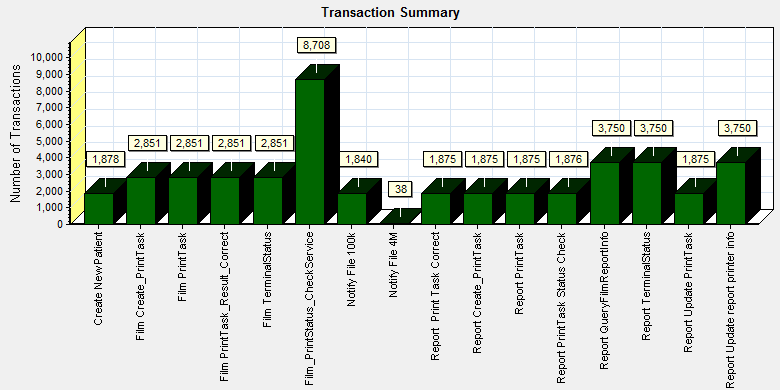 Transaction Summary
Number of Transactions
10,000
9,000
8,000
7,000
6,000
5,000
4,000
3,000
2,000
1,000
0
1,878
2,851
2,851
2,851
2,851
8,708
1,840
38
1,875
1,875
1,875
1,876
3,750
3,750
1,875
3,750
Create NewPatient
Film Create_PrintTask
Film PrintTask
Film PrintTask_Result_Correct
Film TerminalStatus
Film_PrintStatus_CheckService
Notify File 100k
Notify File 4M
Report Print Task Correct
Report Create_PrintTask
Report PrintTask
Report PrintTask Status Check
Report QueryFilmReportInfo
Report TerminalStatus
Report Update PrintTask
Report Update report printer info